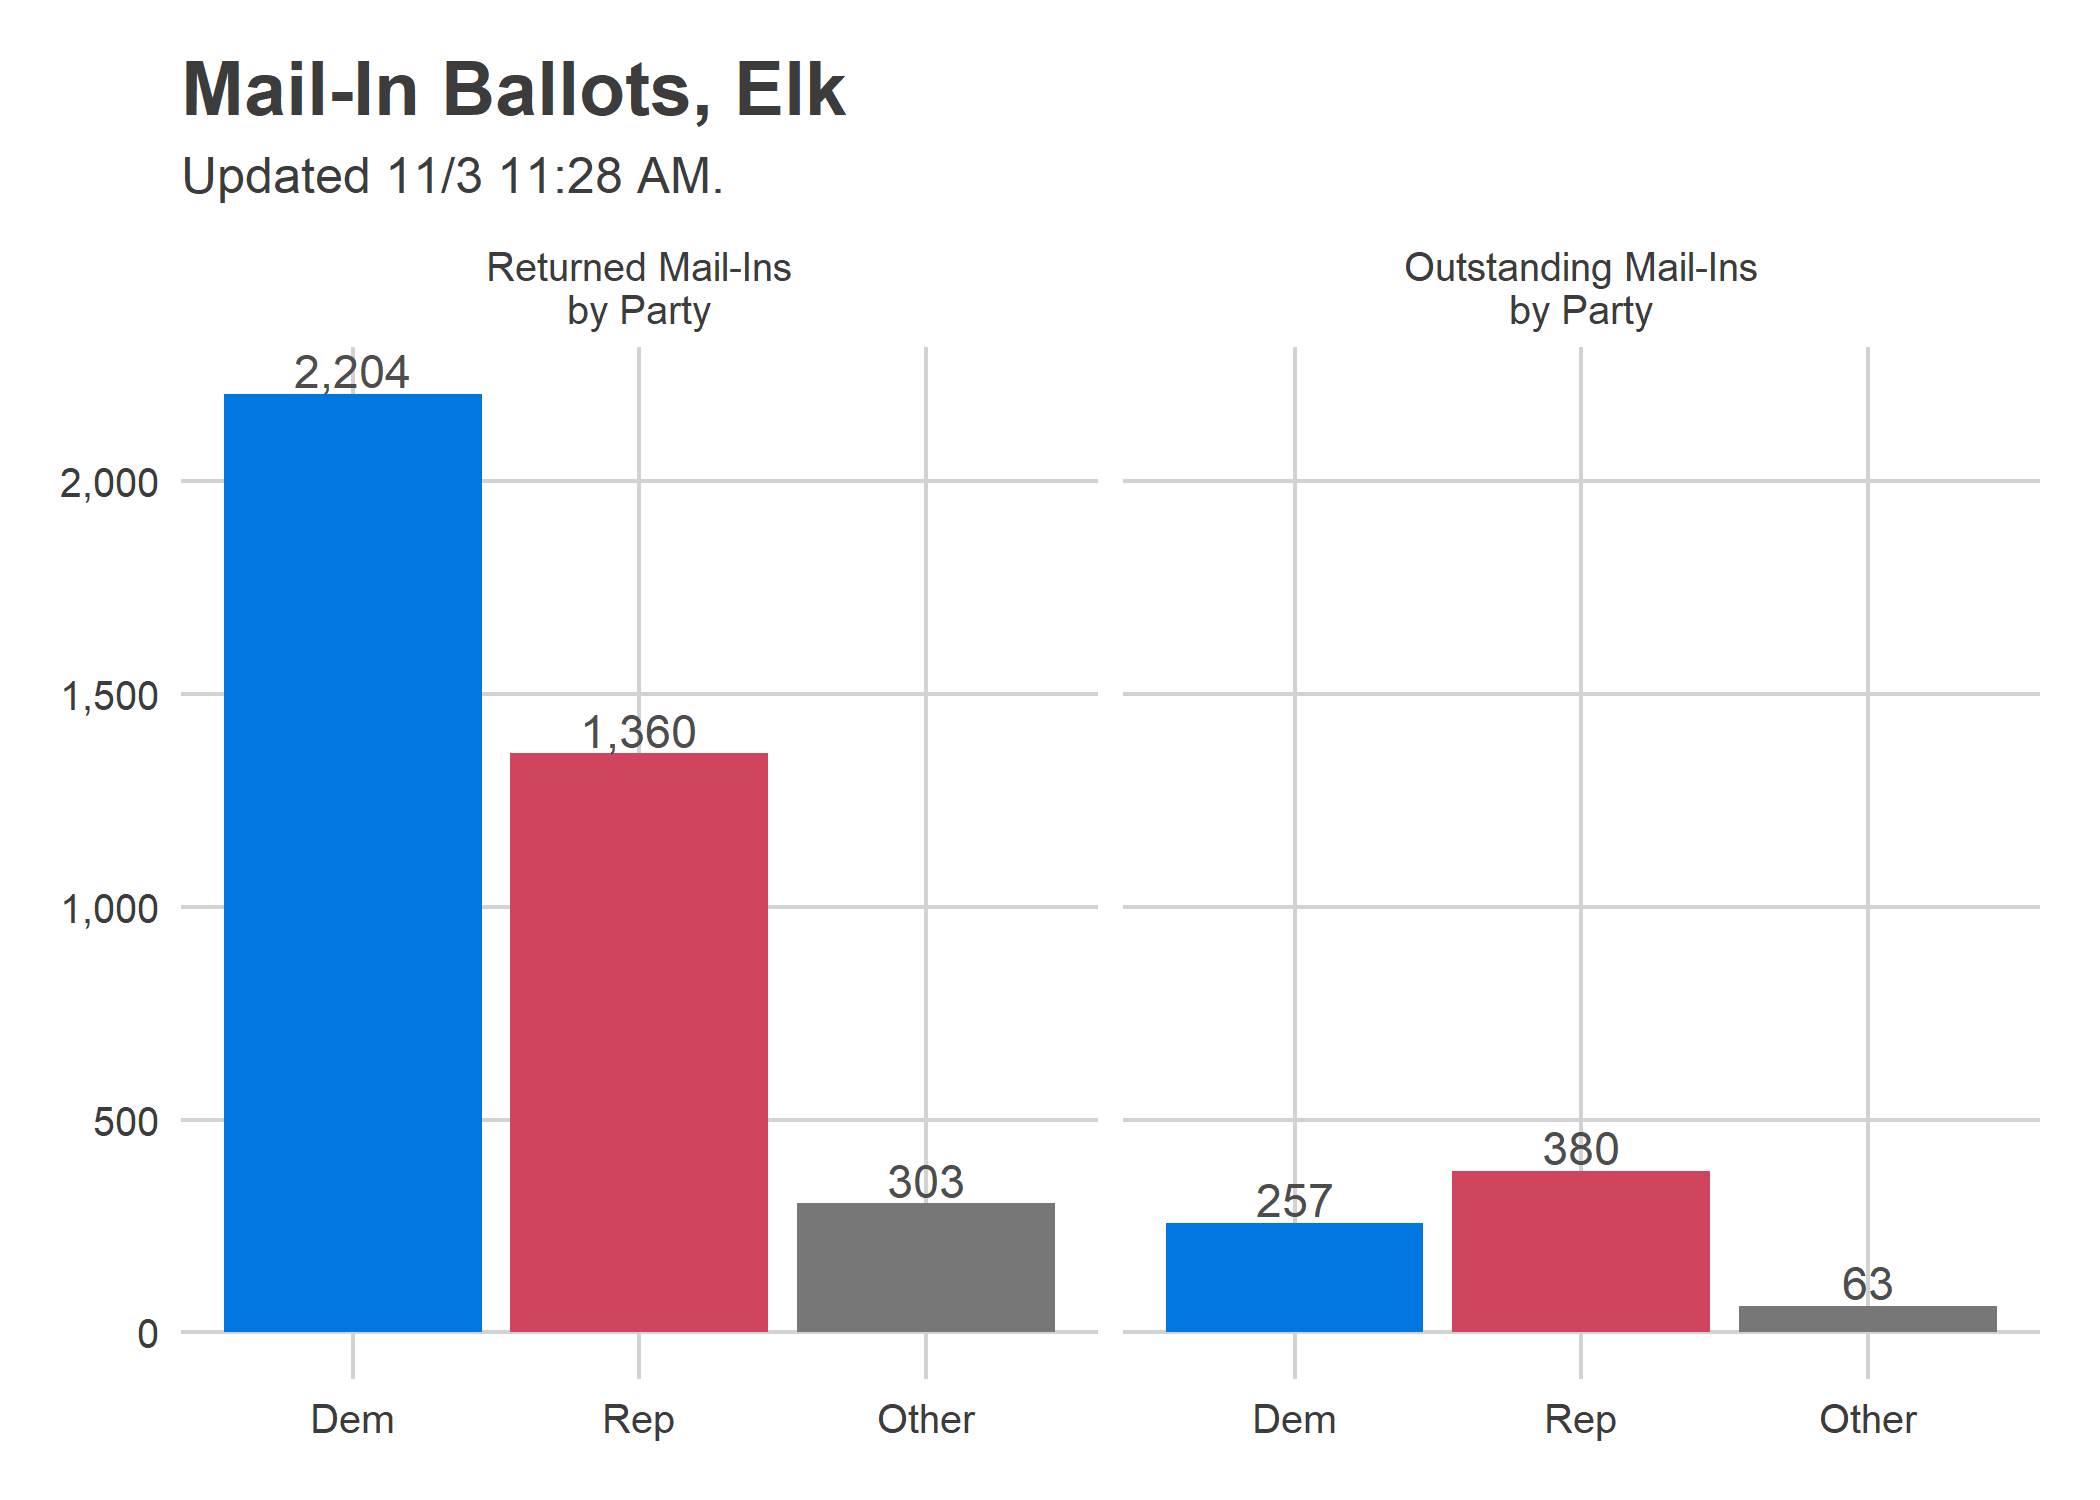 Mail-In Ballots, Elk
Updated 11/3 11:28 AM.
Returned Mail-Ins
by Party
Outstanding Mail-Ins
by Party
2,204
1,360
303
257
380
63
2,000
1,500
1,000
500
0
Dem
Rep
Other
Dem
Rep
Other